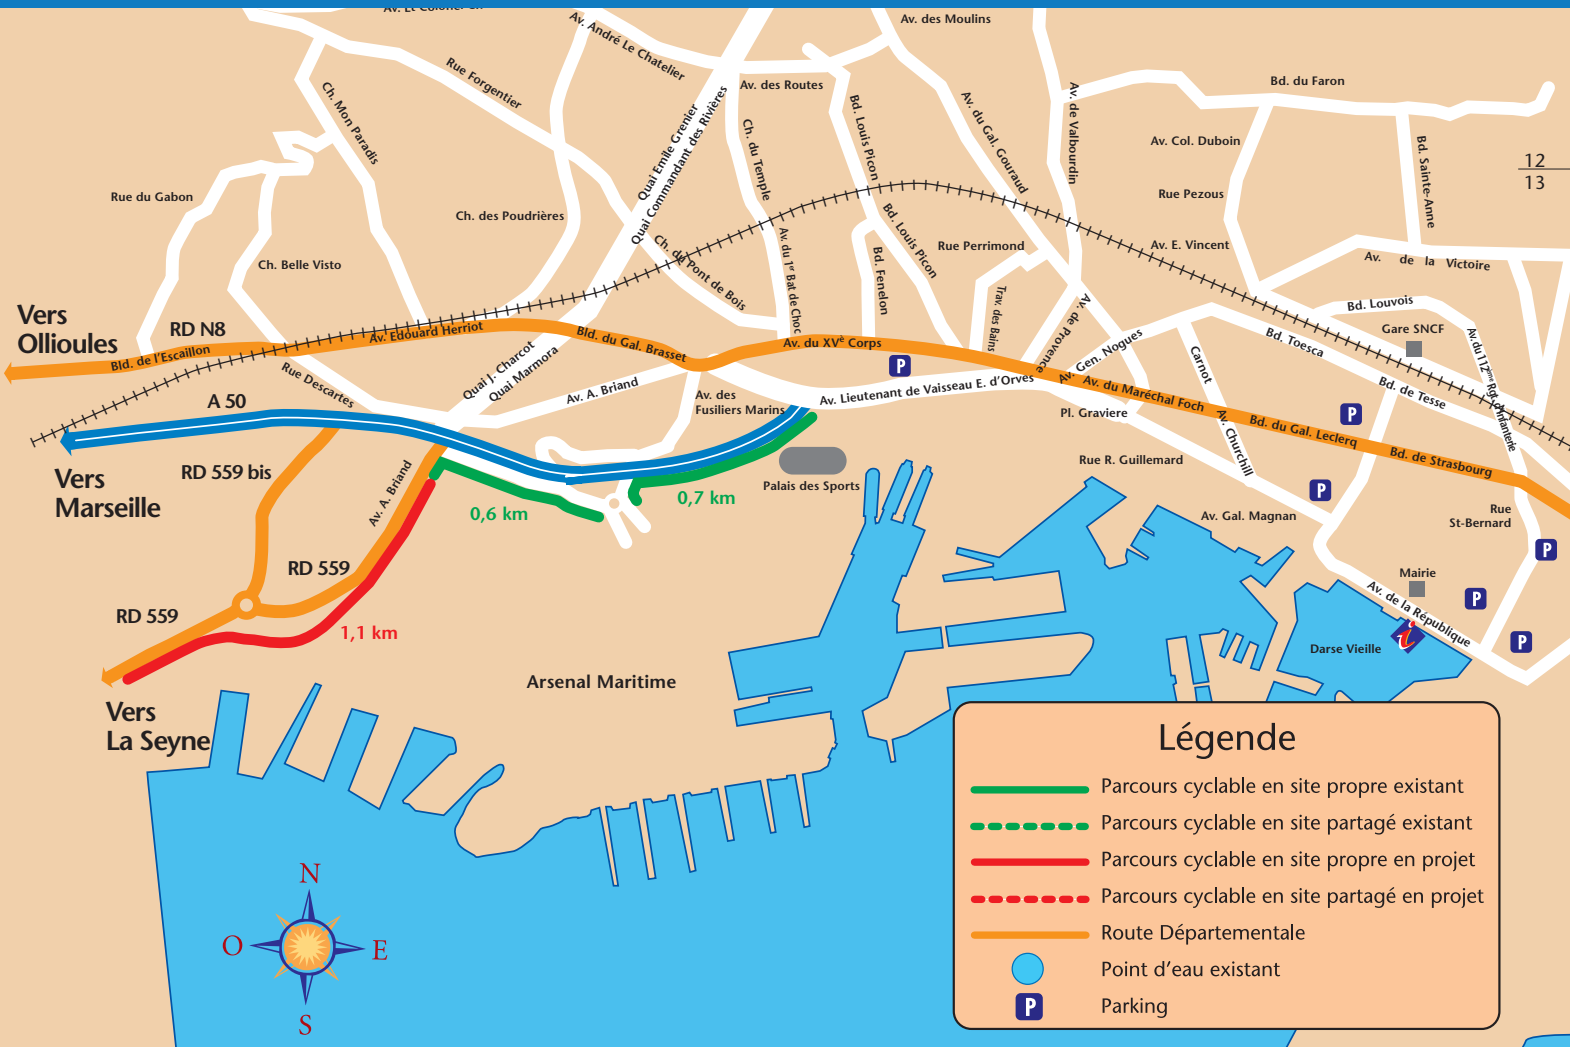 Av. André Le Chatelier
Av. des Moulins
Rue Forgentier
Av. des Routes
Bd. du Faron
Ch. Mon Paradis
Quai Emile Grenier
Quai Commandant des Rivières
Ch. du Temple
Bd. Louis Picon
Av. du Gal. Gouraud
Av. de Valbourdin
Av. Col. Duboin
Bd. Sainte-Anne
12
13
Rue du Gabon
Ch. des Poudrières
Rue Pezous
Ch. Belle Visto
Ch. du Pont de Bois
Av. du 1er Bat de Choc
Bd. Fenelon
Bd. Louis Picon
Rue Perrimond
Av. E. Vincent
Av. de la Victoire
Vers
Ollioules
RD N8
Bld. de l'Escaillon
Av. Edouard Herriot
Bld. du Gal. Brasset
Av. du XVè Corps
Trav. des Bains
Av. de Provence
Av. Gen. Nogues
Bd. Louvois
Gare SNCF
Bd. Toesca
Av. du 112ème Rgt. d'Infanterie
Quai J. Charcot
Quai Marmora
Rue Descartes
Av. A. Briand
P
Av. Lieutenant de Vaisseau E. d'Orves
Av. du Maréchal Foch
Carnot
Bd. de Tesse
A 50
Av. des
Fusiliers Marins
Pl. Graviere
Av. Churchill
P
Bd. du Gal. Leclerq
Bd. de Strasbourg
Vers
Marseille
RD 559 bis
Av. A. Briand
0,6 km
0,7 km
Palais des Sports
Rue R. Guillemard
P
Av. Gal. Magnan
Rue
St-Bernard
P
RD 559
RD 559
1,1 km
Mairie
P
Av. de la République
P
Darse Vieille
i
Arsenal Maritime
Vers
La Seyne
Légende
Parcours cyclable en site propre existant
Parcours cyclable en site partagé existant
Parcours cyclable en site propre en projet
Parcours cyclable en site partagé en projet
Route Départementale
Point d'eau existant
P Parking
N
O
E
S